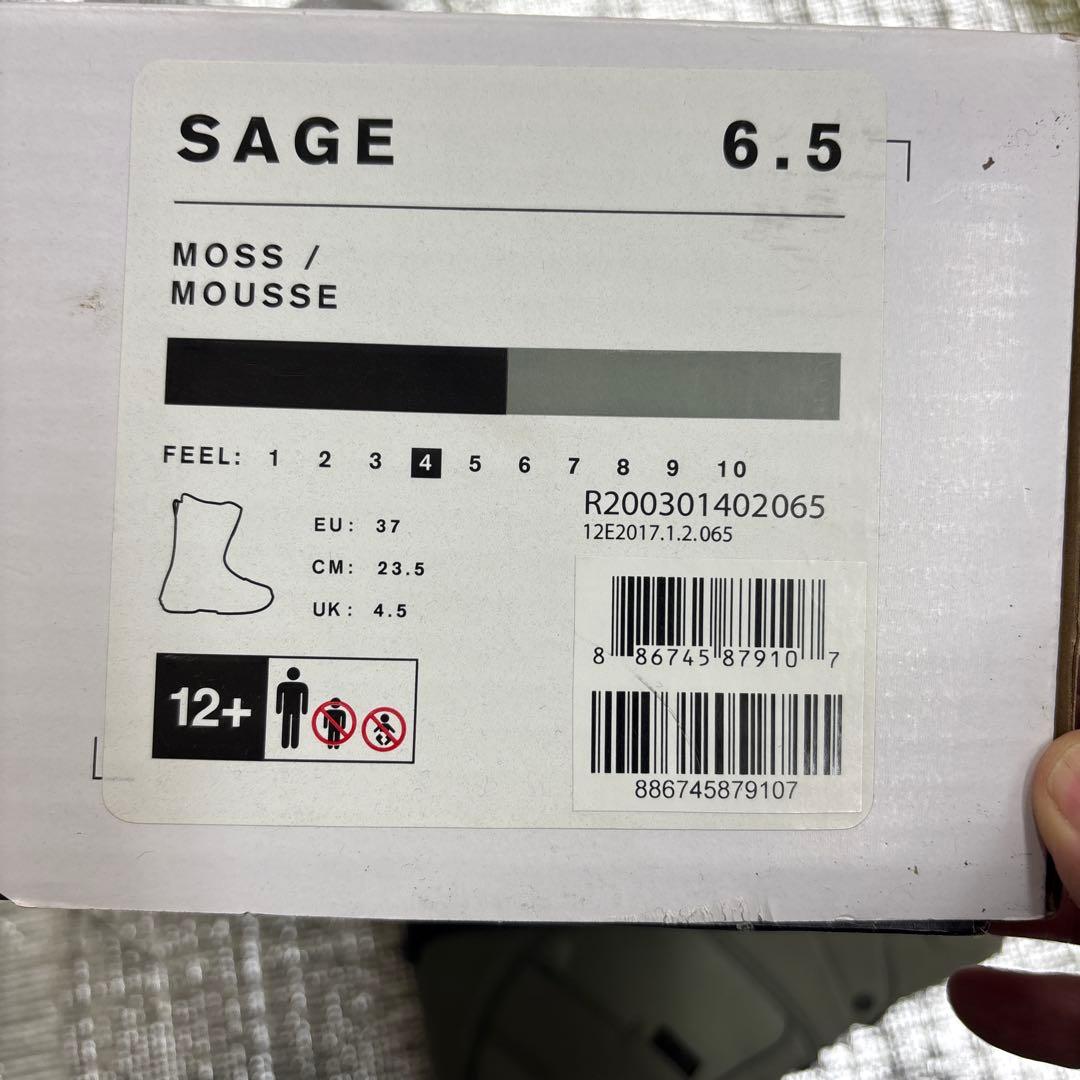 SAGE 6.5
MOSS /
MOUSSE
FEEL: 1 2 3 4 5 6 7 8 9 10
R200301402065
12E2017.1.2.065
EU: 37
CM: 23.5
UK: 4.5
8 86745 87910 7
12+
886745879107